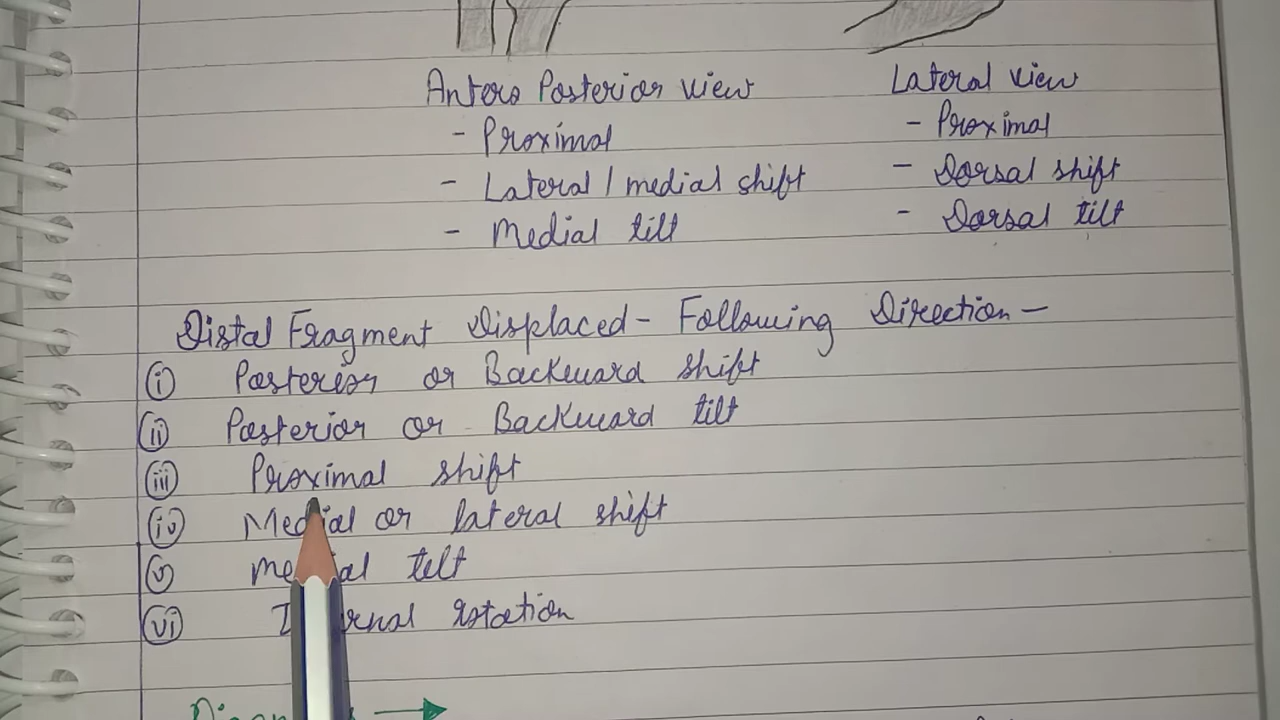 Antero Posterior view
- Proximal
- Lateral / medial shift
- Medial tilt
Lateral view
- Proximal
- Dorsal shift
- Dorsal tilt
Distal Fragment Displaced - Following Direction -
(i) Posterior or Backward shift
(ii) Posterior or Backward tilt
(iii) Proximal shift
(iv) Medial or lateral shift
(v) Medial tilt
(vi) Internal rotation